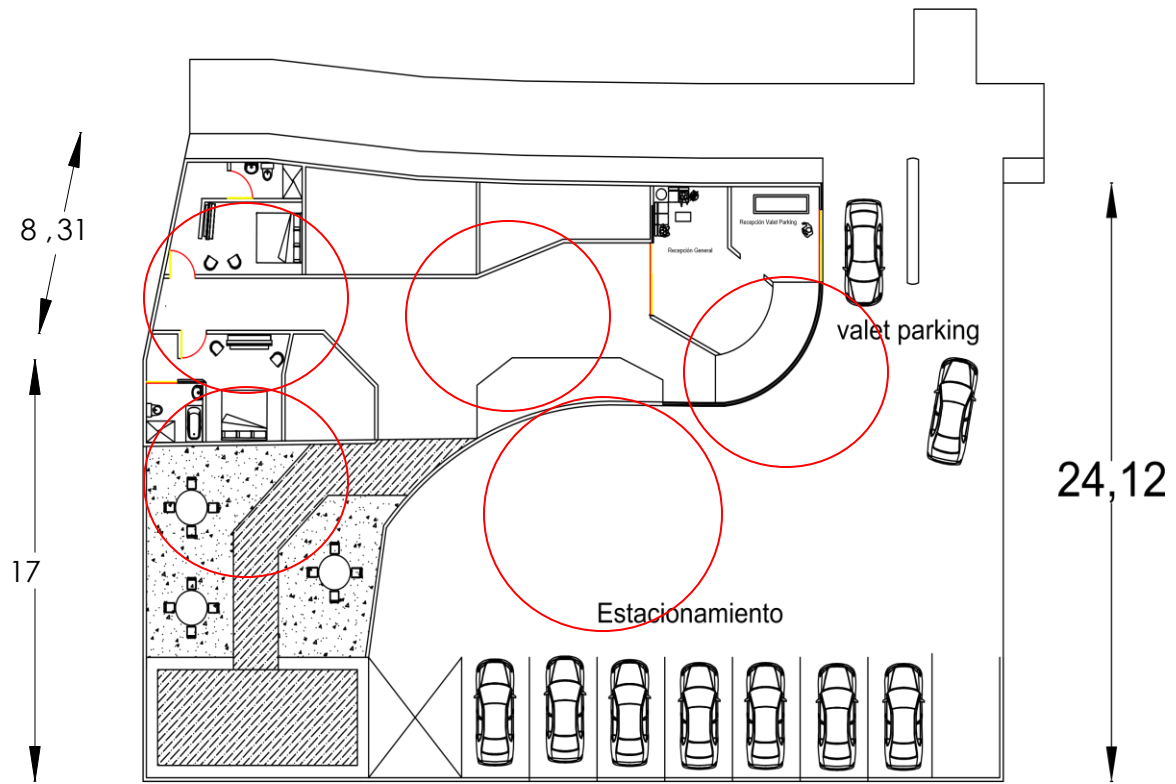 Recepción Valet Parking
8 ,31
Recepción General
valet parking
24,12
17
Estacionamiento